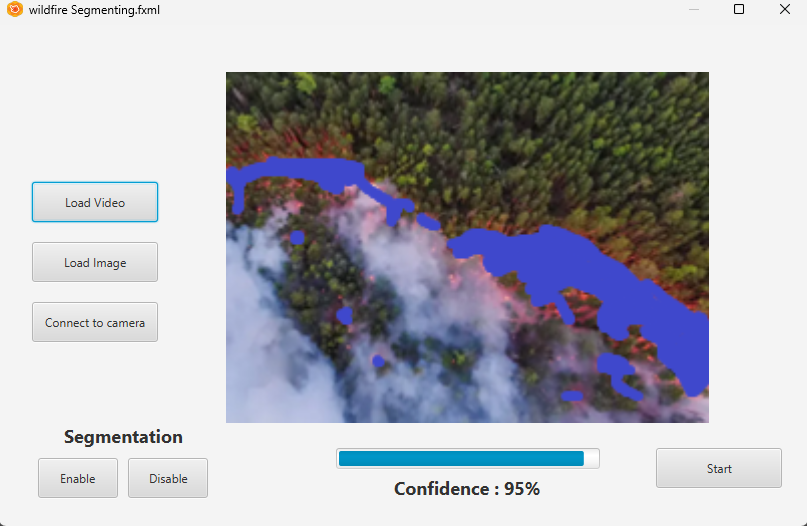 wildfire Segmenting.fxml
Load Video
Load Image
Connect to camera
Segmentation
Enable
Disable
Confidence : 95%
Start